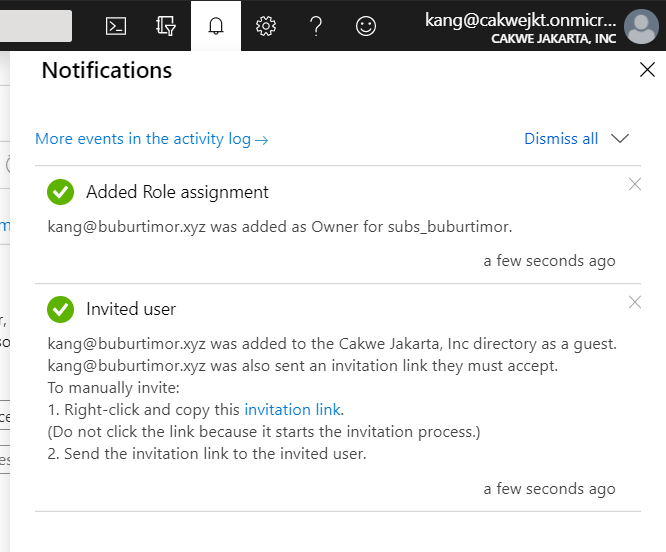 kang@cakwejkt.onmicr...
CAKWE JAKARTA, INC
Notifications
More events in the activity log →
Dismiss all
Added Role assignment
kang@buburtimor.xyz was added as Owner for subs_buburtimor.
a few seconds ago
Invited user
kang@buburtimor.xyz was added to the Cakwe Jakarta, Inc directory as a guest.
kang@buburtimor.xyz was also sent an invitation link they must accept.
To manually invite:
1. Right-click and copy this invitation link.
(Do not click the link because it starts the invitation process.)
2. Send the invitation link to the invited user.
a few seconds ago